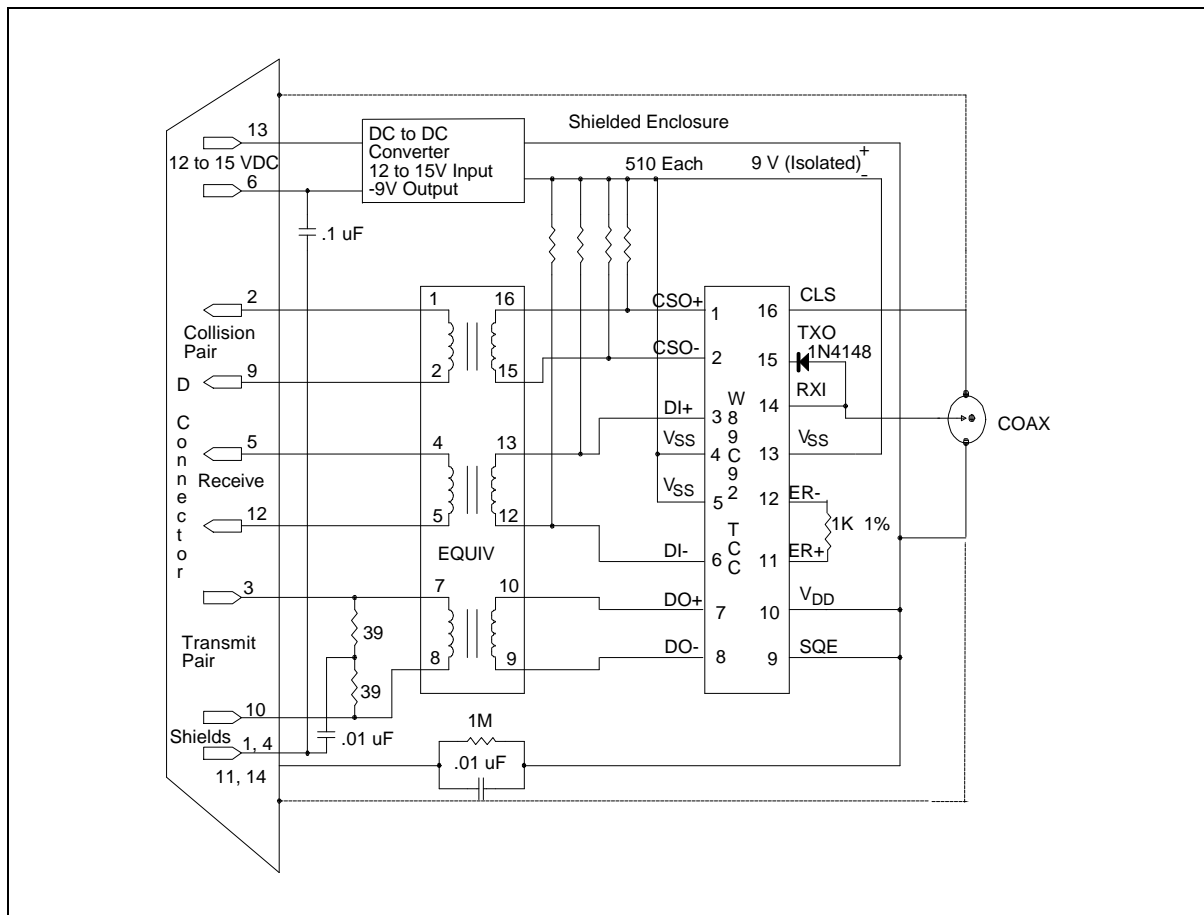 13
12 to 15 VDC
6
DC to DC
Converter
12 to 15V Input
-9V Output
Shielded Enclosure
510 Each
9 V (Isolated)
+
-
.1 uF
2
Collision
Pair
9
D Connector
5
Receive
12
3
Transmit
Pair
10
Shields
1, 4
11, 14
39
39
.01 uF
1
16
2
15
4
13
5
12
EQUIV
7
10
8
9
1M
.01 uF
CSO+
CSO-
DI+
VSS
VSS
DI-
DO+
DO-
1
2
3
4
5
6
7
8
W89C92 TCC
16
15
14
13
12
11
10
9
CLS
TXO
1N4148
RXI
VSS
ER-
1K 1%
ER+
VDD
SQE
COAX